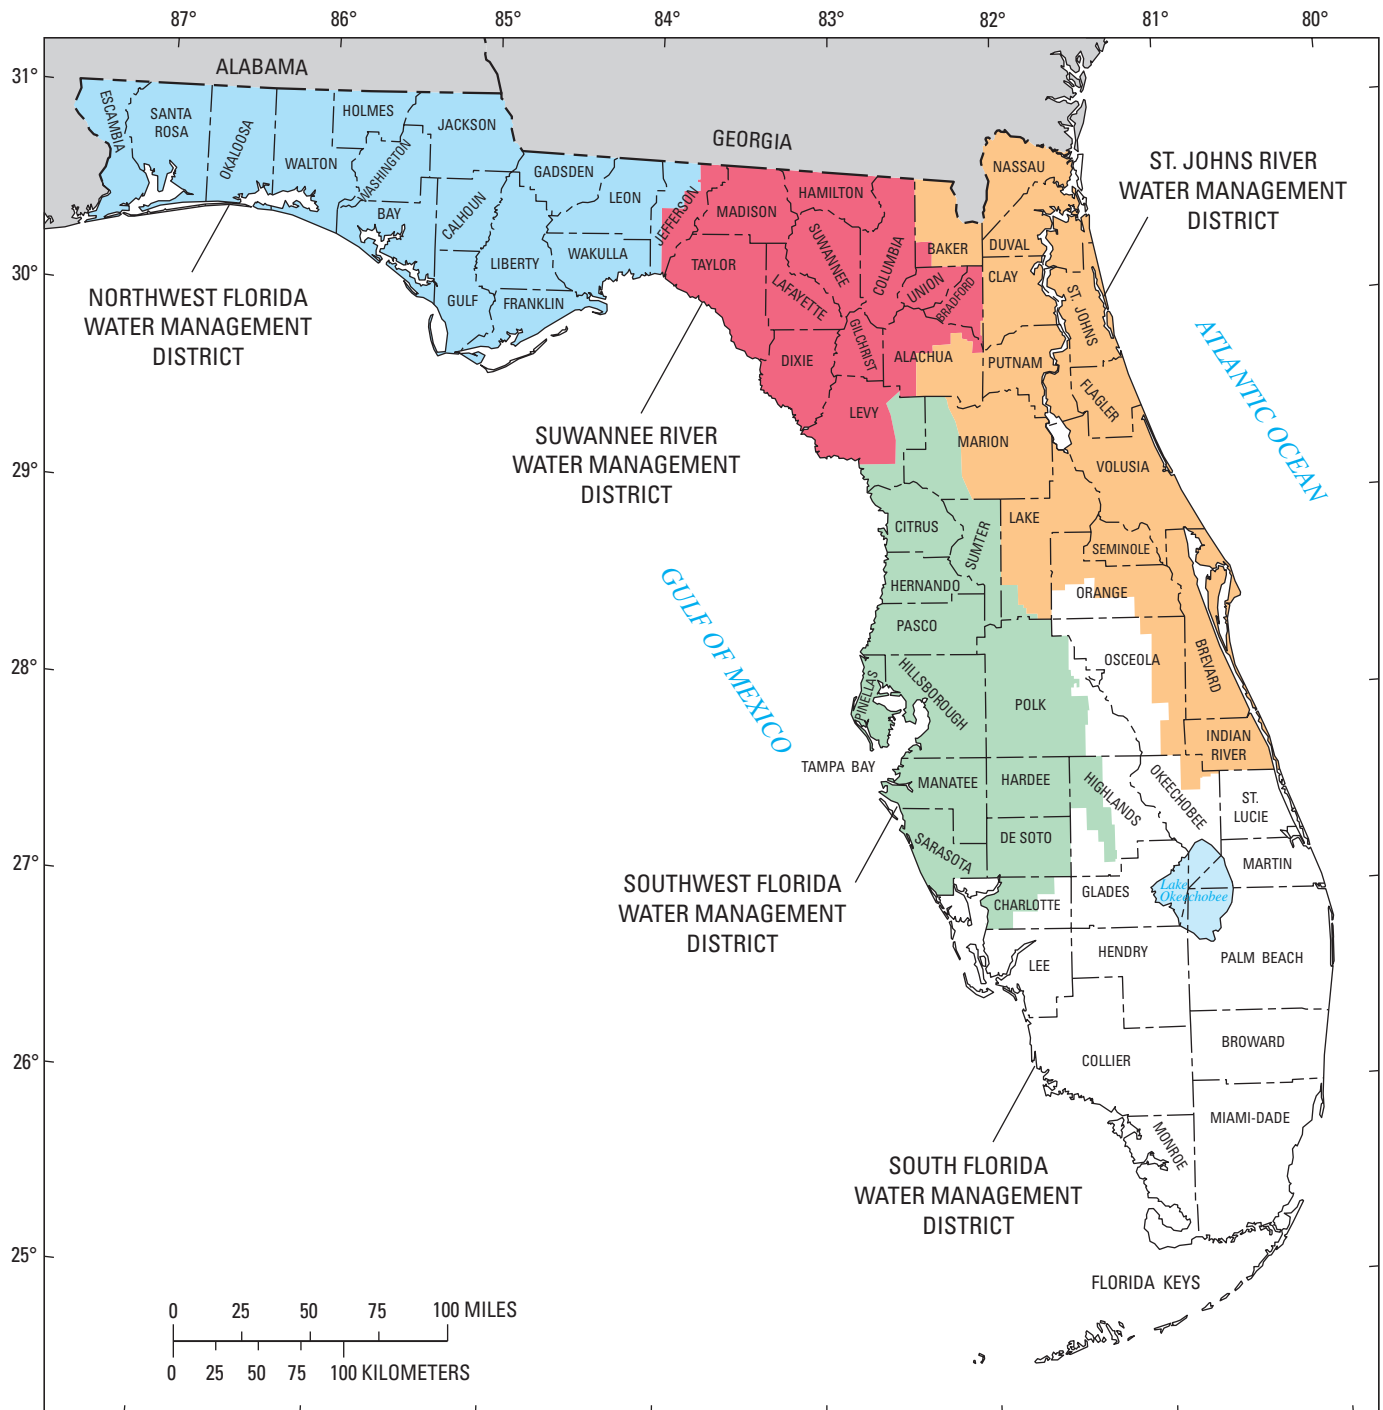 87° 86° 85° 84° 83° 82° 81° 80°
31°
30°
29°
28°
27°
26°
25°
ALABAMA
GEORGIA
ESCAMBIA
SANTA
ROSA
OKALOOSA
WALTON
HOLMES
WASHINGTON
JACKSON
BAY
CALHOUN
GULF
LIBERTY
FRANKLIN
GADSDEN
LEON
WAKULLA
JEFFERSON
MADISON
HAMILTON
TAYLOR
SUWANNEE
LAFAYETTE
COLUMBIA
DIXIE
GILCHRIST
UNION
BRADFORD
ALACHUA
LEVY
NASSAU
BAKER
DUVAL
CLAY
ST. JOHNS
PUTNAM
FLAGLER
MARION
VOLUSIA
LAKE
SEMINOLE
ORANGE
BREVARD
INDIAN
RIVER
CITRUS
SUMTER
HERNANDO
PASCO
PINELLAS
HILLSBOROUGH
POLK
OSCEOLA
TAMPA BAY
MANATEE
HARDEE
HIGHLANDS
OKEECHOBEE
ST.
LUCIE
SARASOTA
DE SOTO
MARTIN
CHARLOTTE
GLADES
Lake
Okeechobee
LEE
HENDRY
PALM BEACH
COLLIER
BROWARD
MONROE
MIAMI-DADE
FLORIDA KEYS
NORTHWEST FLORIDA
WATER MANAGEMENT
DISTRICT
SUWANNEE RIVER
WATER MANAGEMENT
DISTRICT
ST. JOHNS RIVER
WATER MANAGEMENT
DISTRICT
SOUTHWEST FLORIDA
WATER MANAGEMENT
DISTRICT
SOUTH FLORIDA
WATER MANAGEMENT
DISTRICT
ATLANTIC OCEAN
GULF OF MEXICO
0 25 50 75 100 MILES
0 25 50 75 100 KILOMETERS